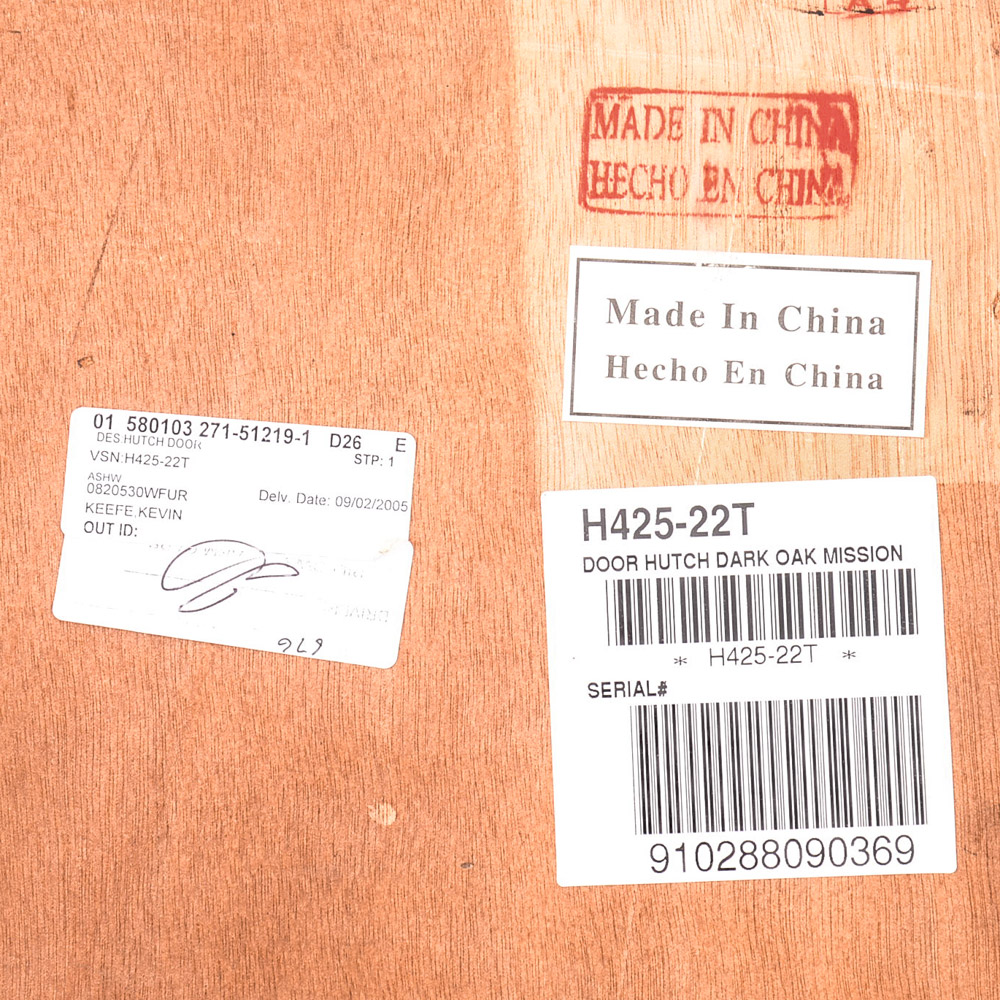 A4
MADE IN CHINA
HECHO EN CHINA
Made In China
Hecho En China
01 580103 271-51219-1 D26 E
DES HUTCH DOOR
STP: 1
VSN:H425-22T
ASHW
0820530WFUR Delv. Date: 09/02/2005
KEEFE,KEVIN
OUT ID:
H425-22T
DOOR HUTCH DARK OAK MISSION
* H425-22T *
SERIAL#
910288090369